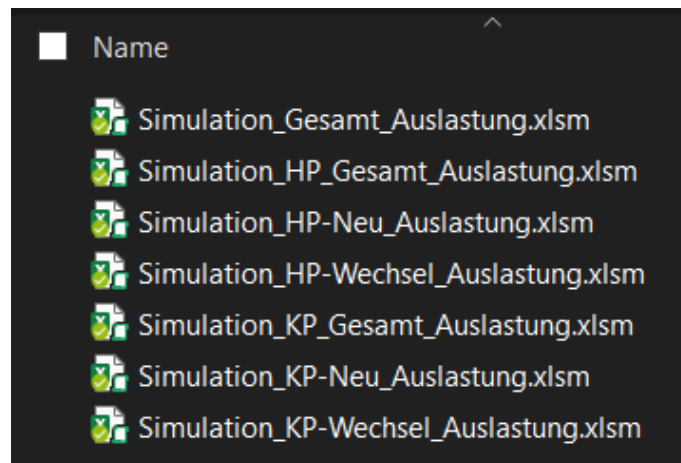 Name
Simulation_Gesamt_Auslastung.xlsm
Simulation_HP_Gesamt_Auslastung.xlsm
Simulation_HP-Neu_Auslastung.xlsm
Simulation_HP-Wechsel_Auslastung.xlsm
Simulation_KP_Gesamt_Auslastung.xlsm
Simulation_KP-Neu_Auslastung.xlsm
Simulation_KP-Wechsel_Auslastung.xlsm